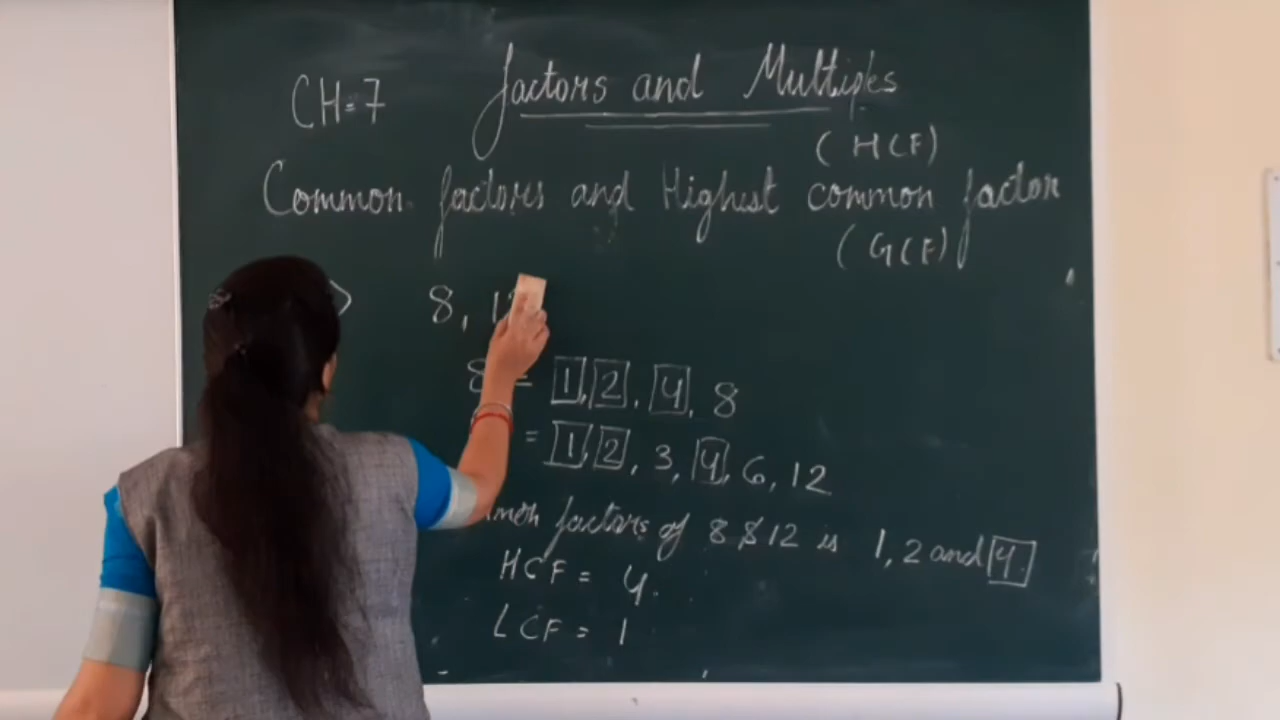 CH=7 Factors and Multiples
(HCF)
Common factors and Highest common factor
(GCF)
8,
8 = 1, 2, 4, 8
= 1, 2, 3, 4, 6, 12
factors of 8 & 12 is 1, 2 and 4.
HCF = 4.
LCF = 1